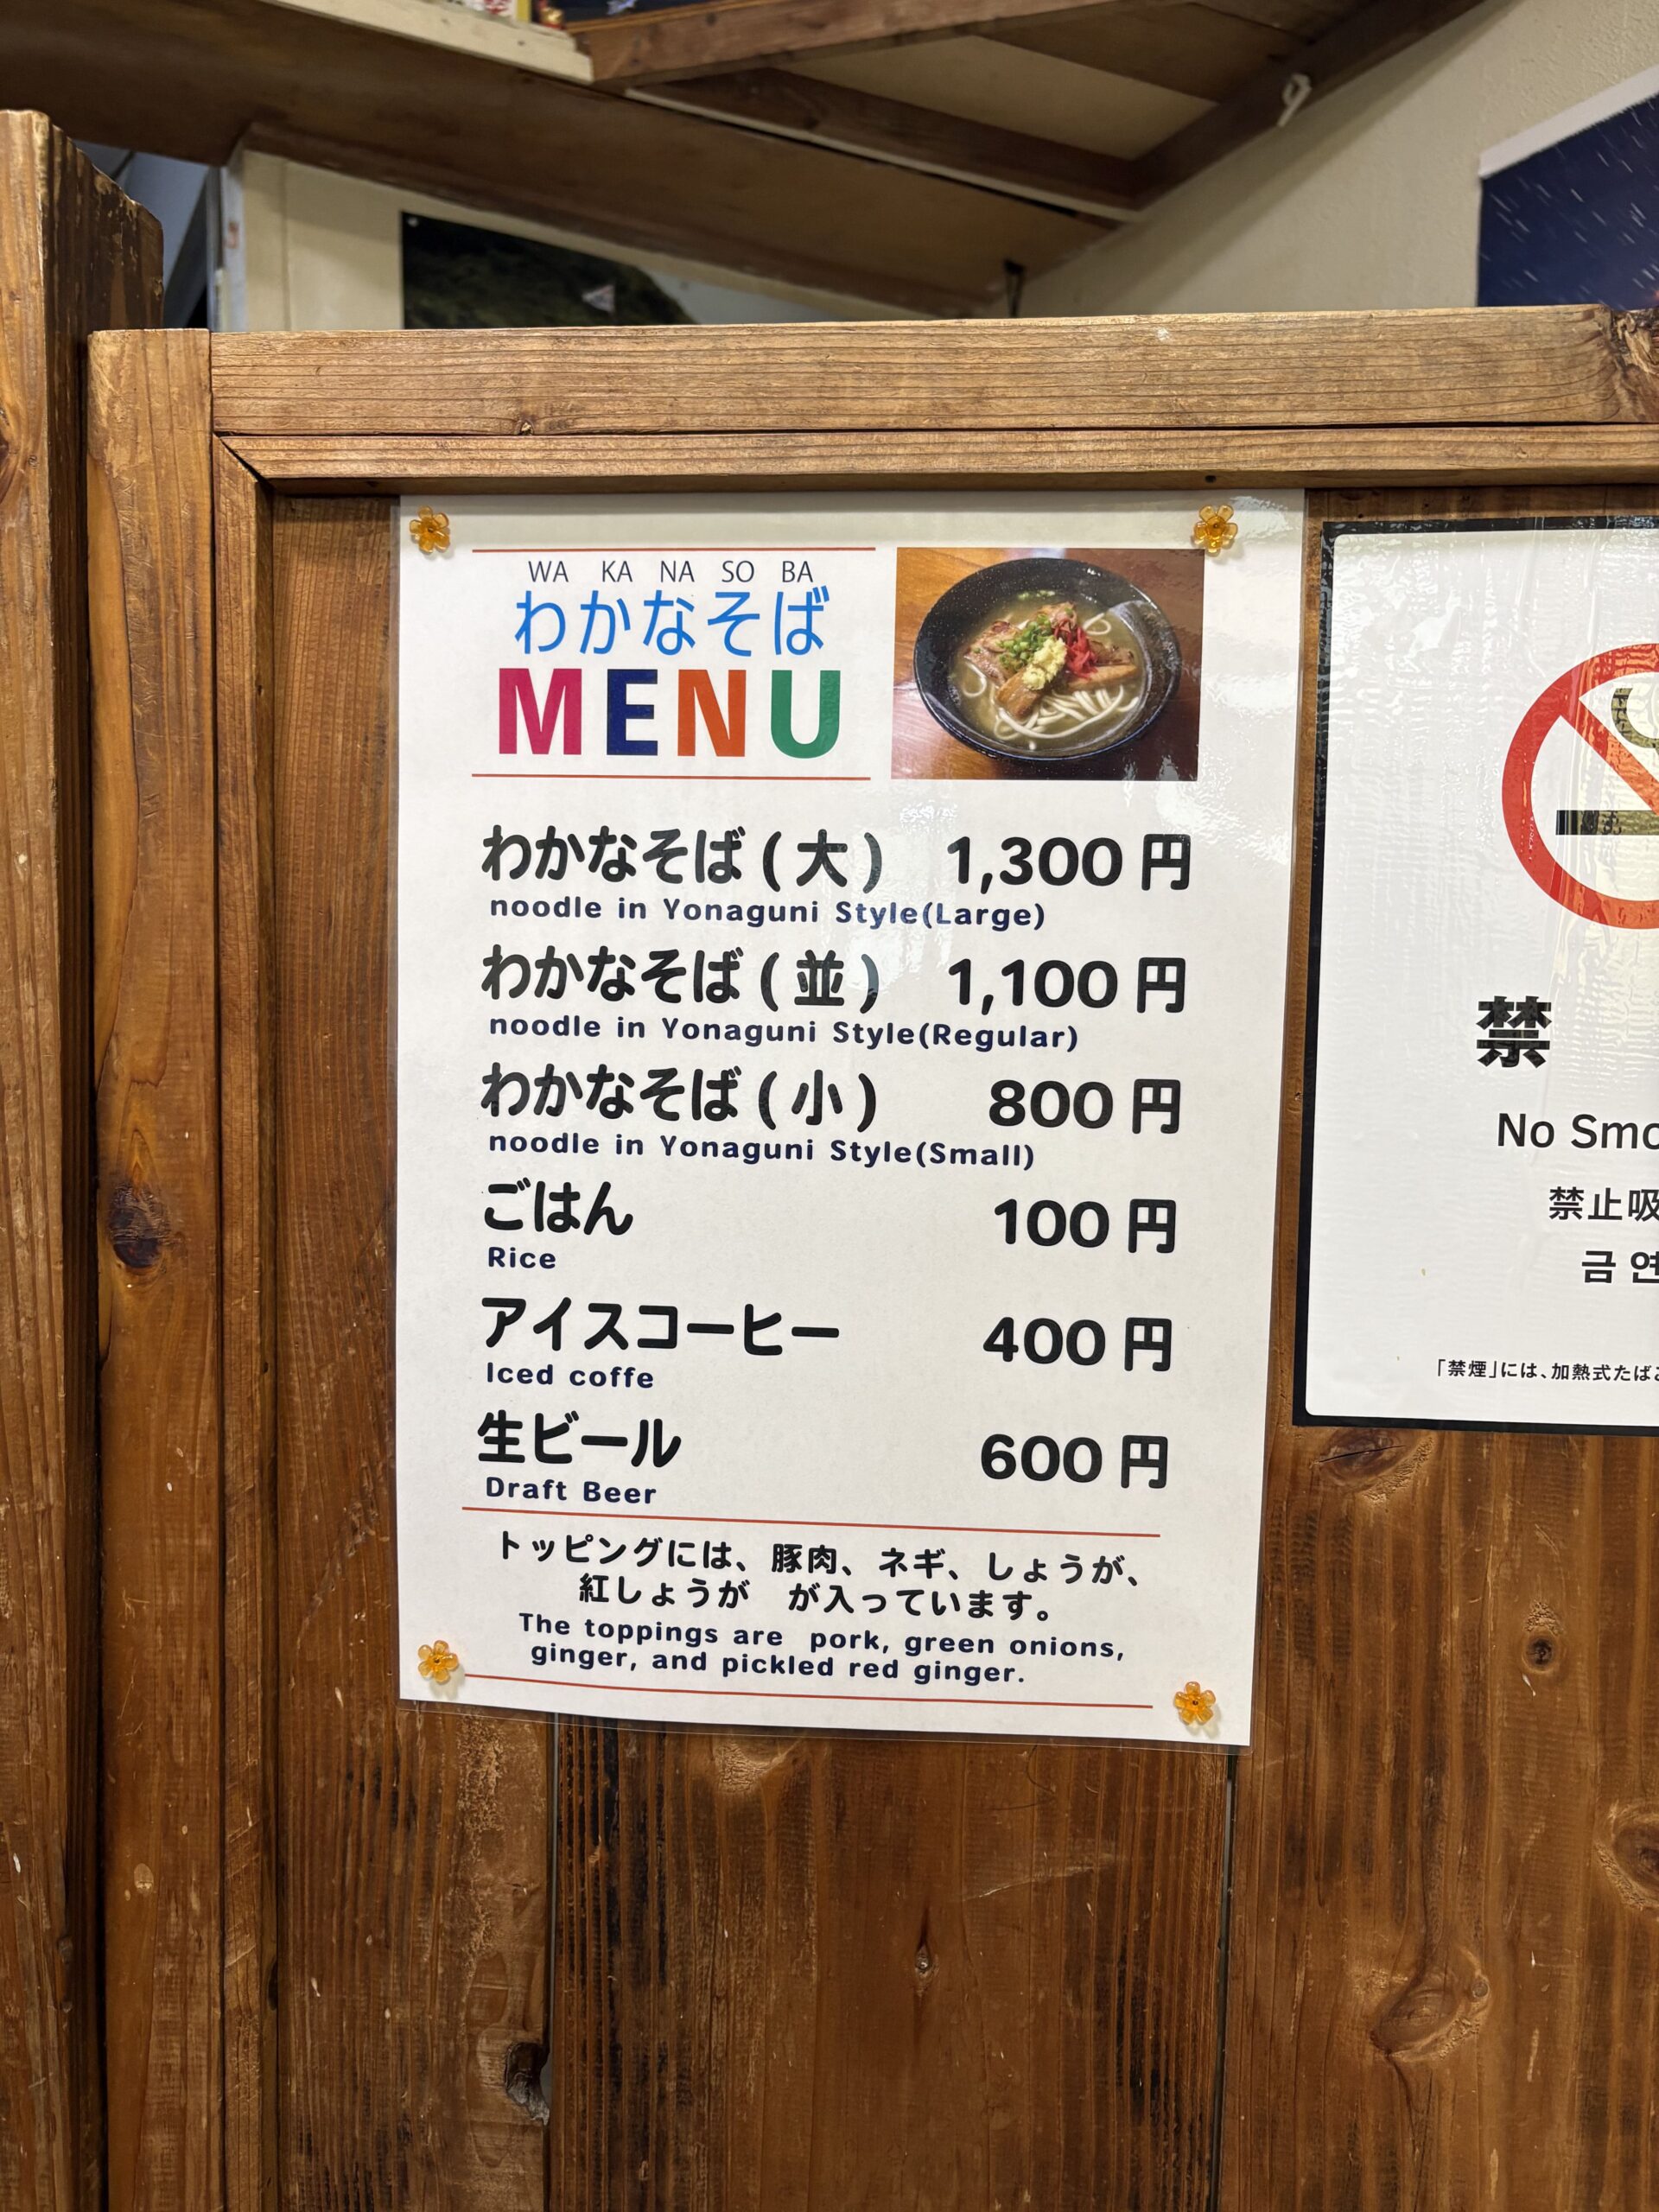 WA KA NA SO BA
わかなそば
MENU
わかなそば(大) 1,300円
noodle in Yonaguni Style(Large)
わかなそば(並) 1,100円
noodle in Yonaguni Style(Regular)
わかなそば(小) 800円
noodle in Yonaguni Style(Small)
ごはん 100円
Rice
アイスコーヒー 400円
Iced coffe
生ビール 600円
Draft Beer
トッピングには、豚肉、ネギ、しょうが、
紅しょうが が入っています。
The toppings are pork, green onions,
ginger, and pickled red ginger.
禁
No Smo
禁止吸
금연
「禁煙」には、加熱式たばこ